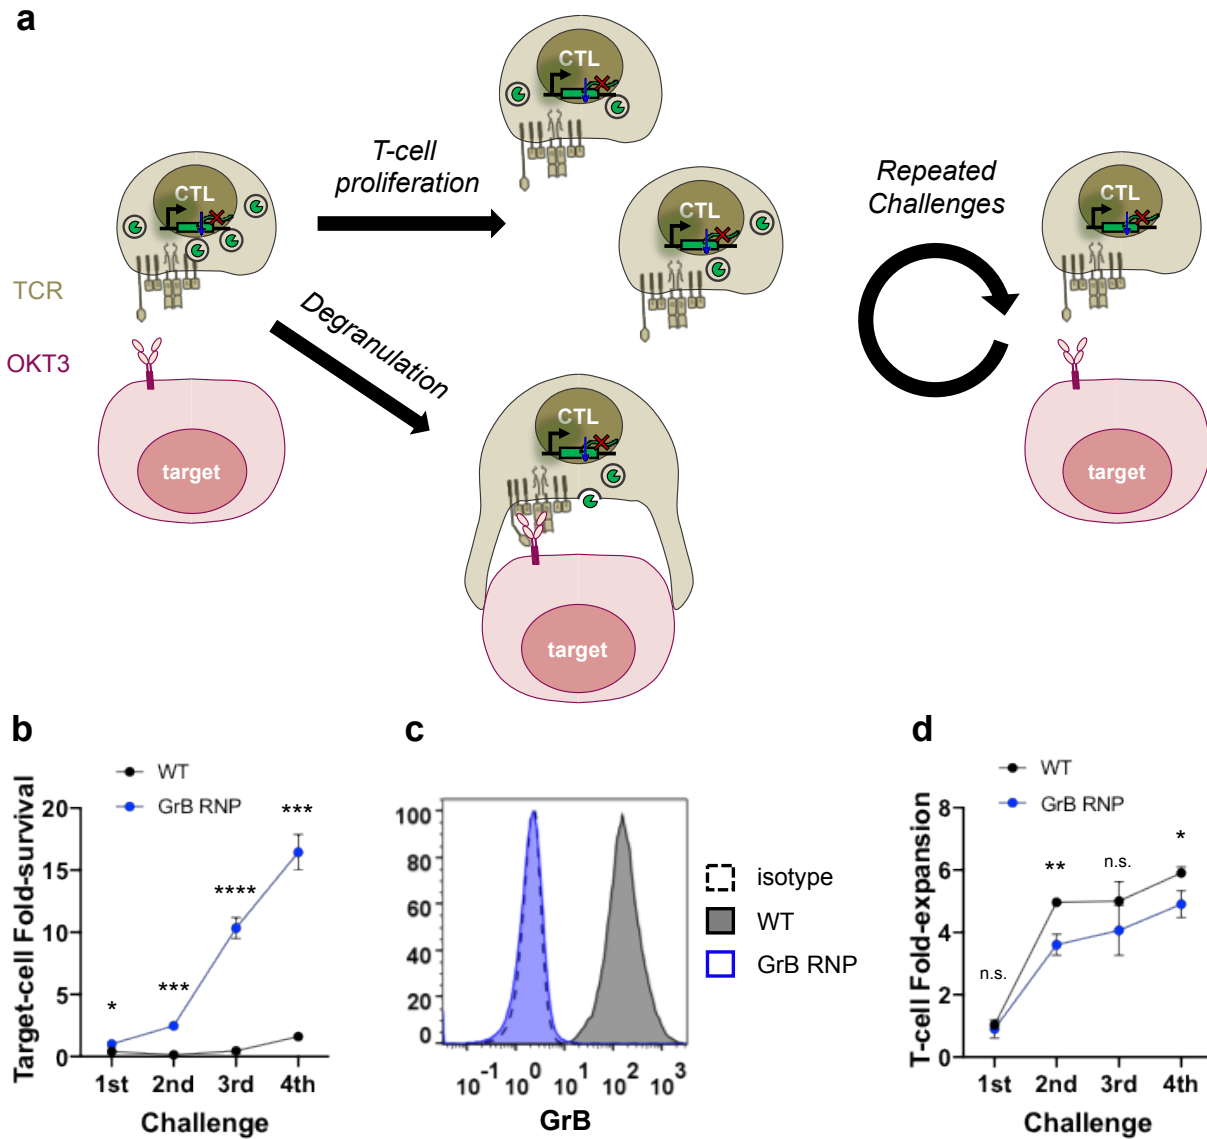 a
CTL
T-cell
proliferation
CTL
CTL
Repeated
Challenges
CTL
TCR
OKT3
Degranulation
target
CTL
target
target
b
WT
GrB RNP
Target-cell Fold-survival
20
15
10
5
0
*
***
****
***
1st 2nd 3rd 4th
Challenge
c
100
80
60
40
20
0
10-1 100 101 102 103
GrB
isotype
WT
GrB RNP
d
WT
GrB RNP
T-cell Fold-expansion
8
6
4
2
0
n.s.
**
n.s.
*
1st 2nd 3rd 4th
Challenge